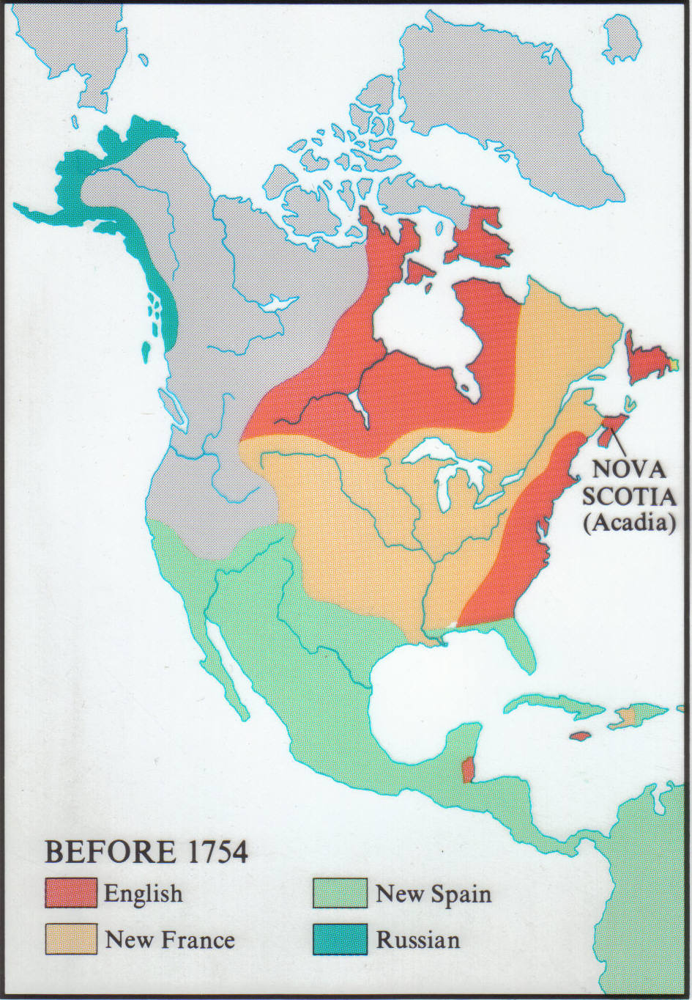 NOVA
SCOTIA
(Acadia)
BEFORE 1754
English
New Spain
New France
Russian